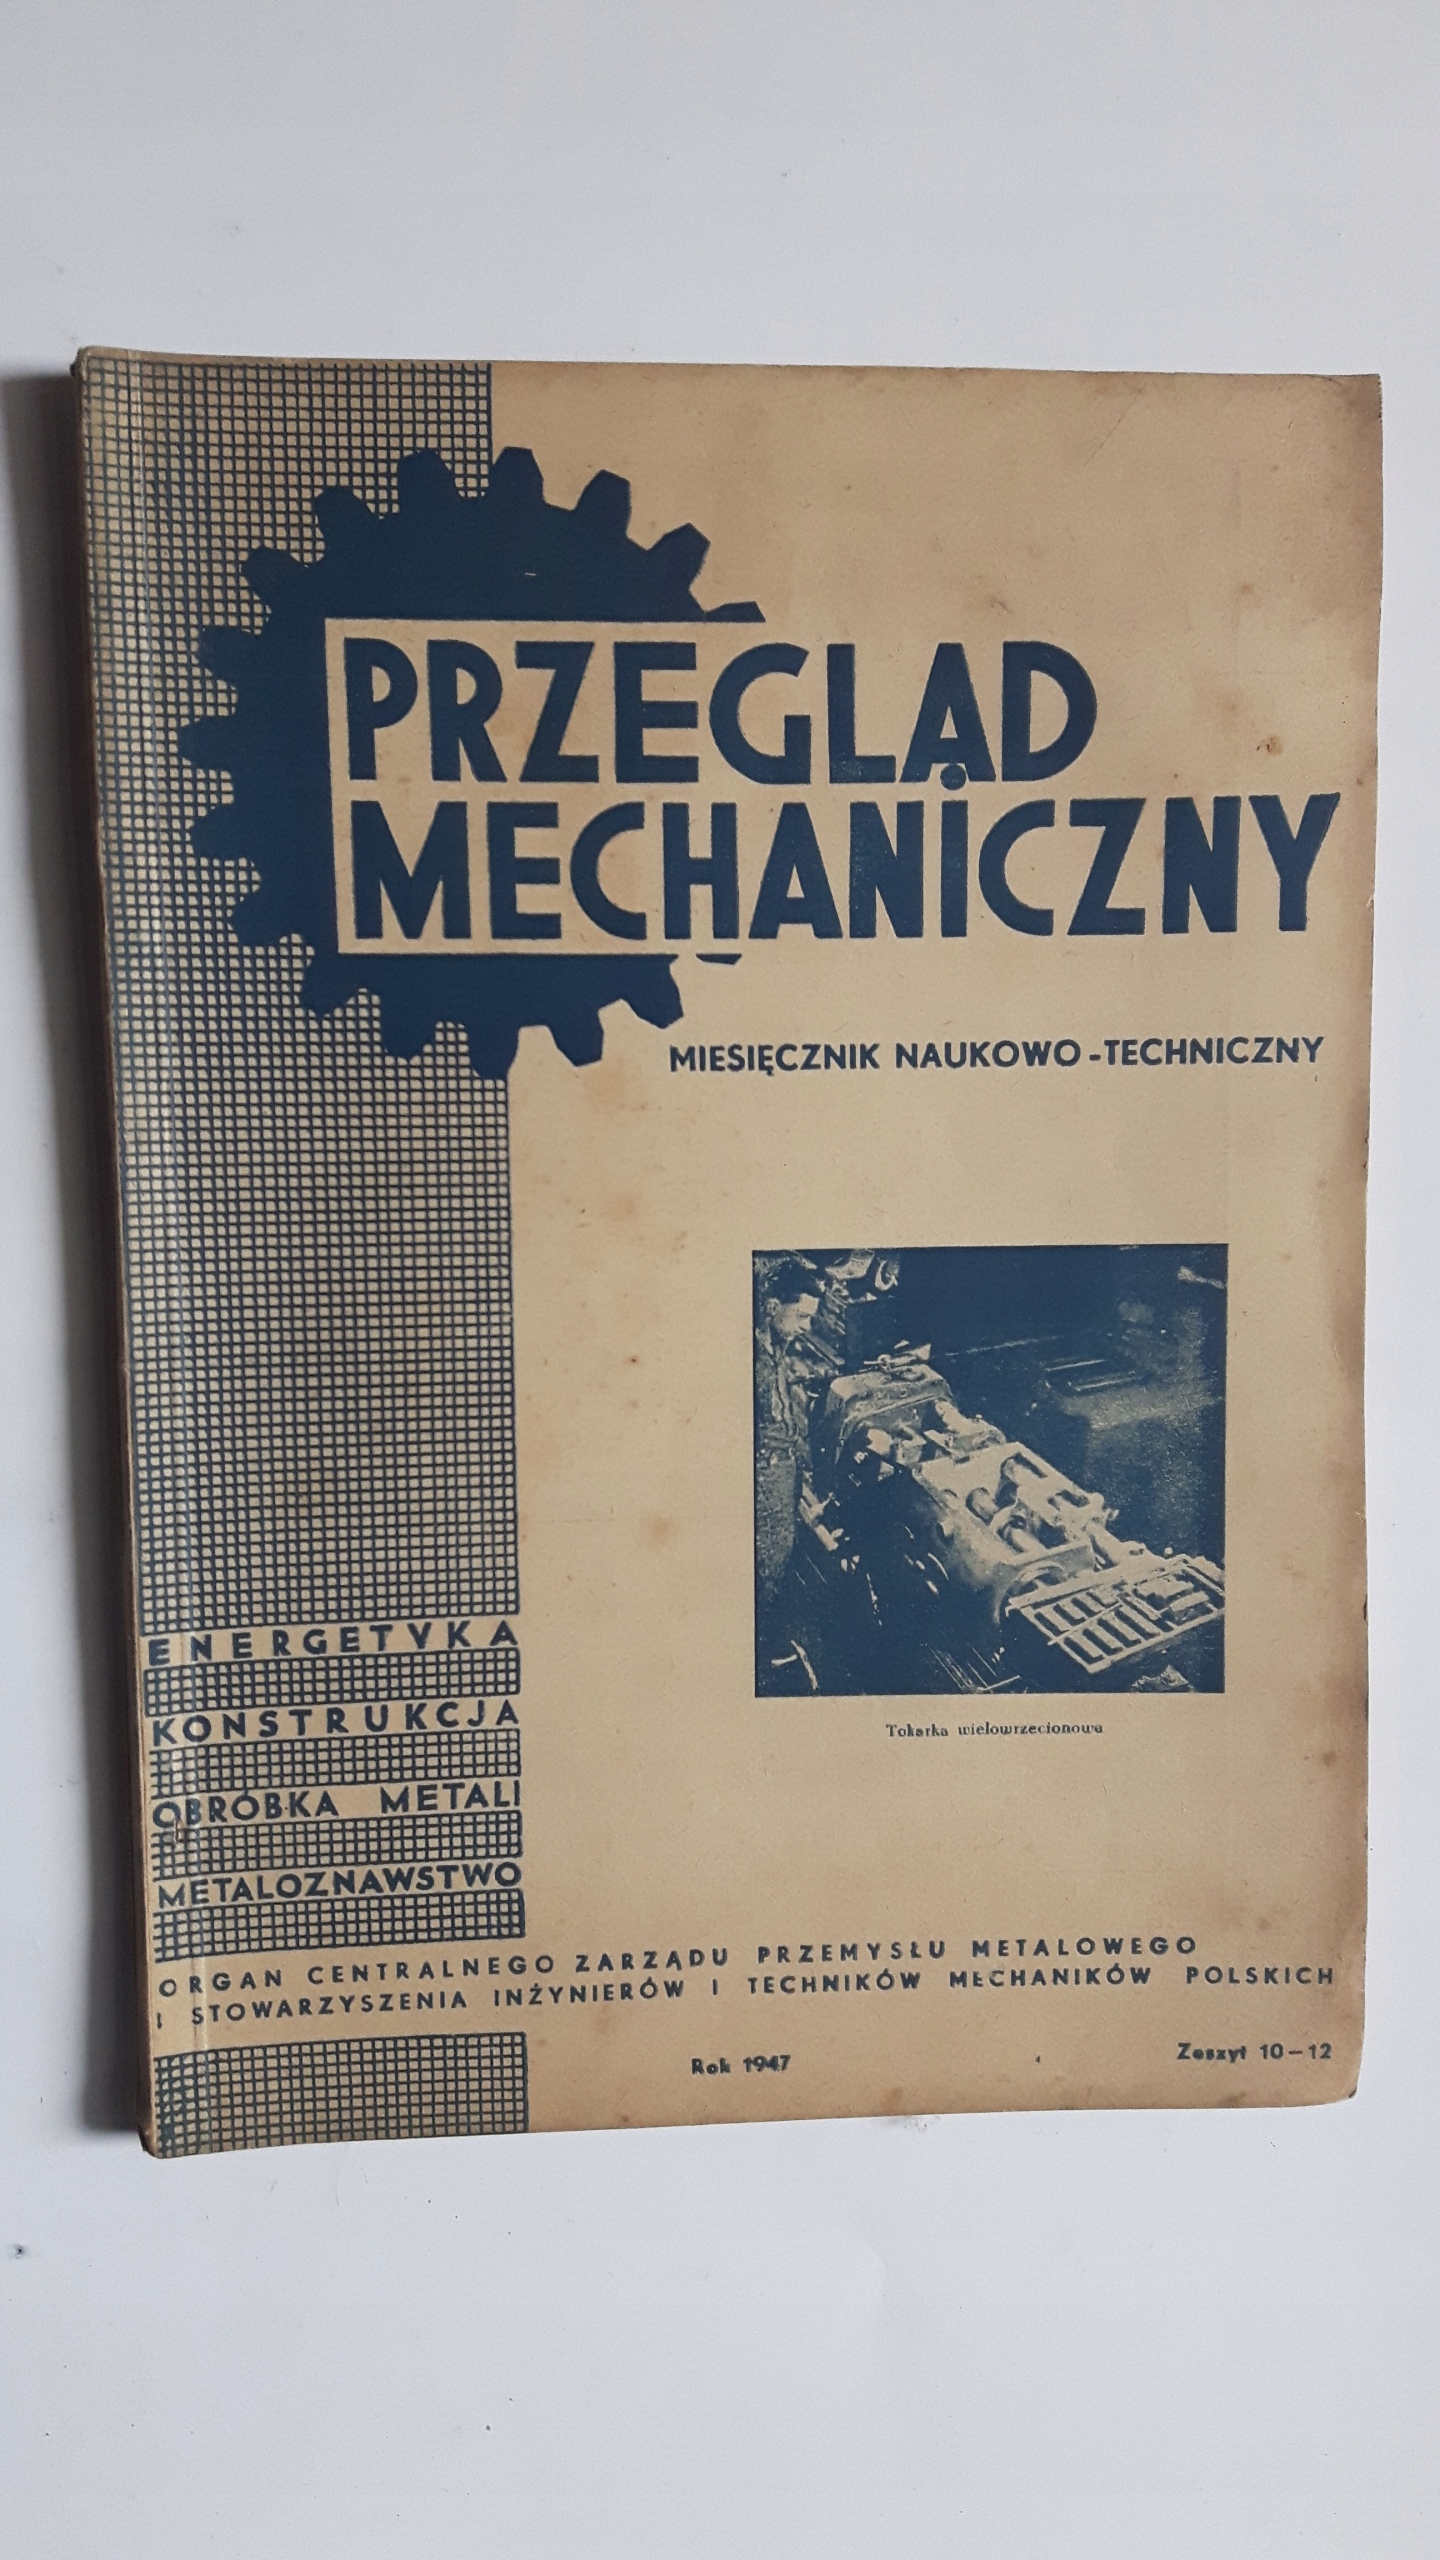 PRZEGLĄD
MECHANICZNY
MIESIĘCZNIK NAUKOWO-TECHNICZNY
Tokarka wielowrzecionowa
ENERGETYKA
KONSTRUKCJA
OBRÓBKA METALI
METALOZNAWSTWO
ORGAN CENTRALNEGO ZARZĄDU PRZEMYSŁU METALOWEGO
I STOWARZYSZENIA INŻYNIERÓW I TECHNIKÓW MECHANIKÓW POLSKICH
Rok 1947
Zeszyt 10-12